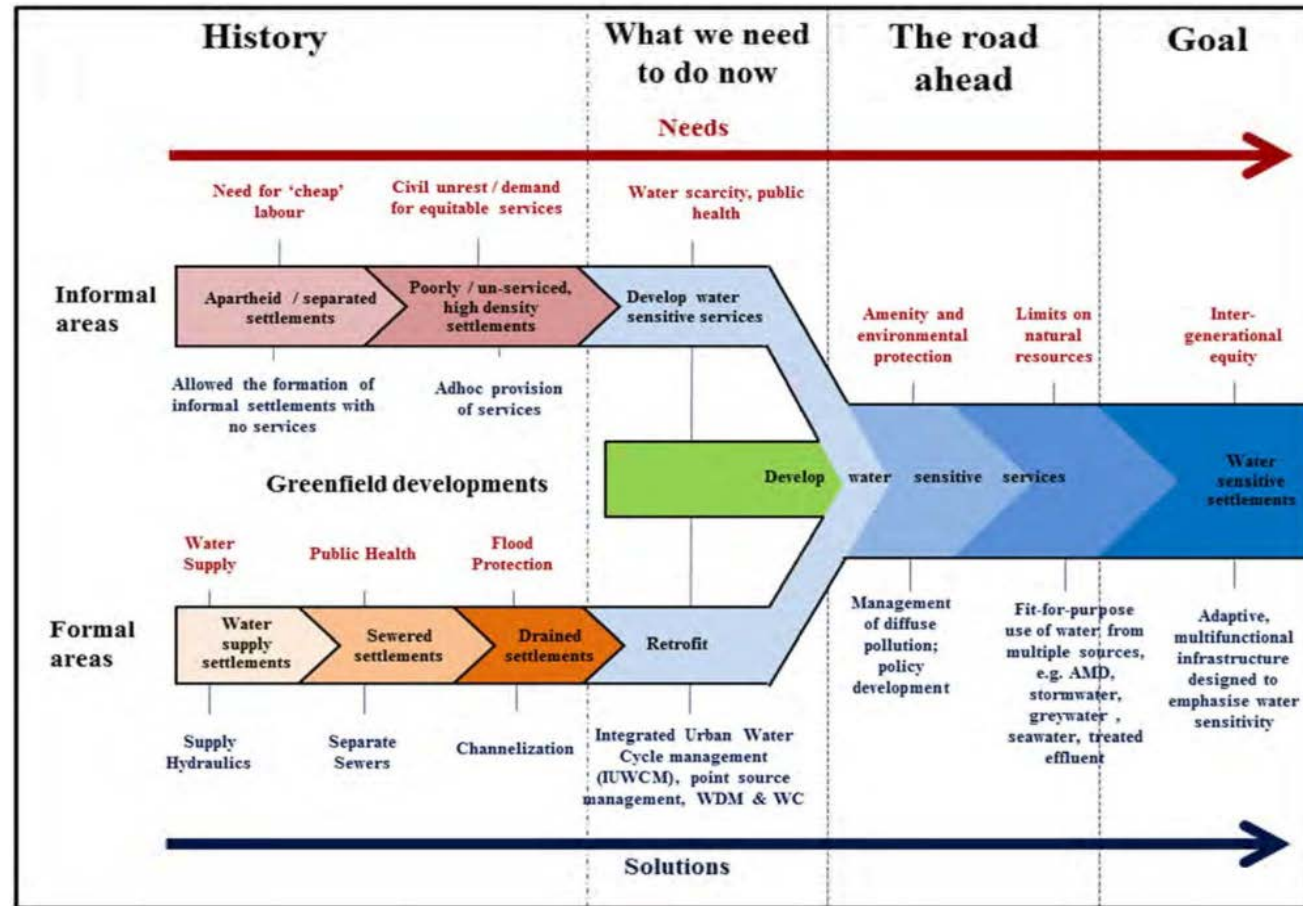 History
What we need
to do now
The road
ahead
Goal
Needs
Need for ‘cheap’
labour
Civil unrest / demand
for equitable services
Water scarcity, public
health
Informal
areas
Apartheid / separated
settlements
Poorly / un-serviced,
high density
settlements
Develop water
sensitive services
Allowed the formation of
informal settlements with
no services
Adhoc provision
of services
Amenity and
environmental
protection
Limits on
natural
resources
Inter-
generational
equity
Greenfield developments
Develop water sensitive services
Water
sensitive
settlements
Water
Supply
Public Health
Flood
Protection
Formal
areas
Water
supply
settlements
Sewered
settlements
Drained
settlements
Retrofit
Supply
Hydraulics
Separate
Sewers
Channelization
Integrated Urban Water
Cycle management
(IUWCM), point source
management, WDM & WC
Management
of diffuse
pollution;
policy
development
Fit-for-purpose
use of water from
multiple sources,
e.g. AMD,
stormwater,
greywater ,
seawater, treated
effluent
Adaptive,
multifunctional
infrastructure
designed to
emphasise water
sensitivity
Solutions